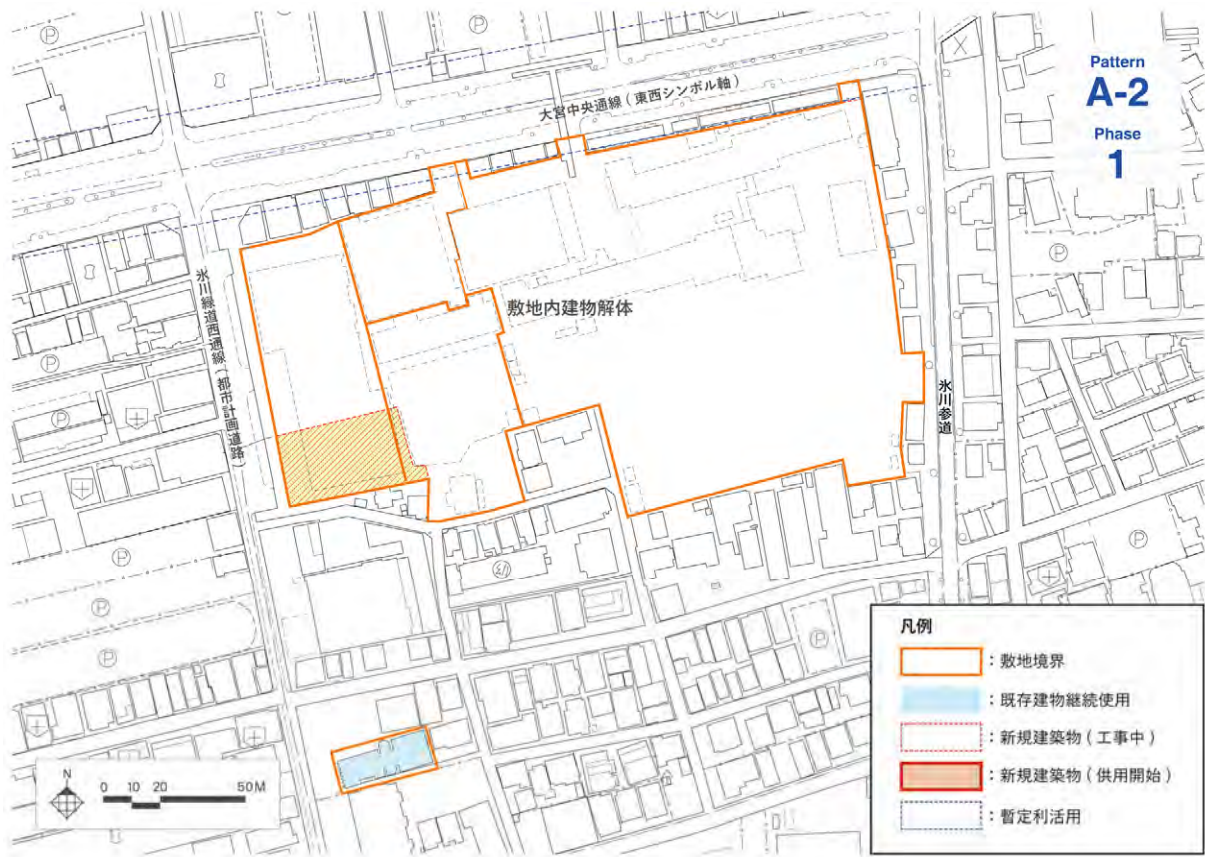 Pattern
A-2
Phase
1
大宮中央通線(東西シンボル軸)
氷川緑道西通線(都市計画道路)
敷地内建物解体
氷川参道
幼
P
P
P
P
P
P
P
P
P
P
凡例
:敷地境界
:既存建物継続使用
:新規建築物(工事中)
:新規建築物(供用開始)
:暫定利活用
N
0 10 20 50M